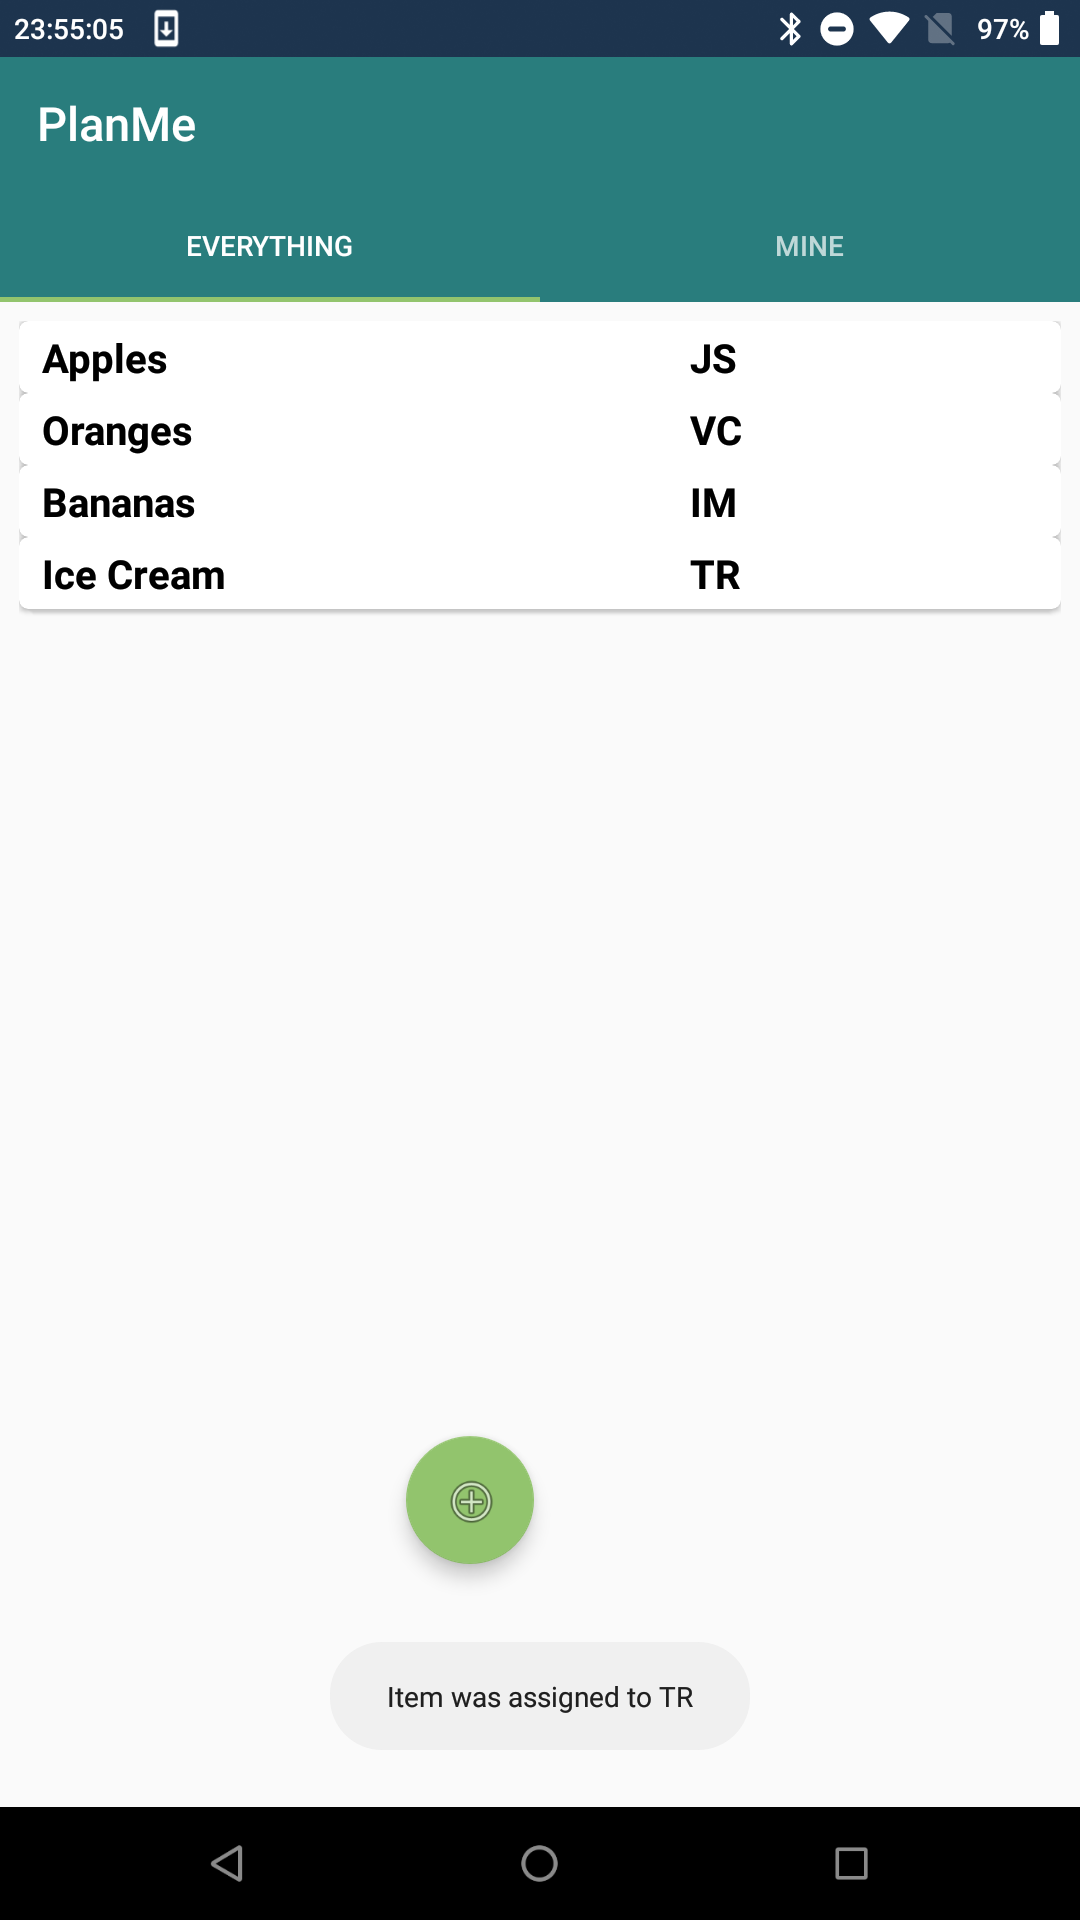 23:55:05 97%
PlanMe
EVERYTHING MINE
Apples JS
Oranges VC
Bananas IM
Ice Cream TR
Item was assigned to TR